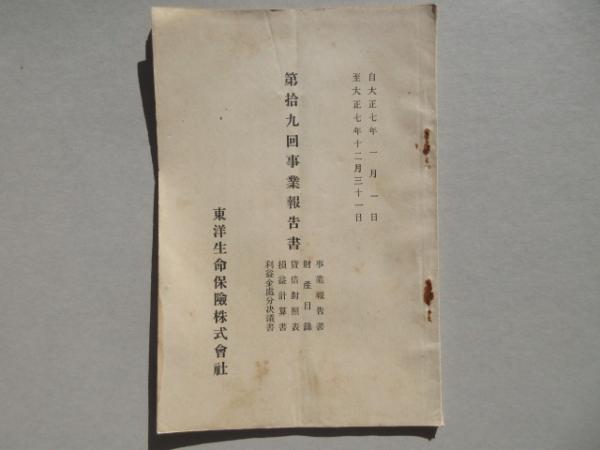 自大正七年一月一日
至大正七年十二月三十一日
第拾九回事業報告書
事業報告書
財產目錄
貸借對照表
損益計算書
利益金處分決議書
東洋生命保險株式會社